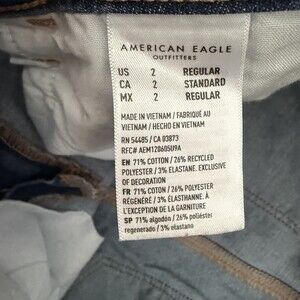 AMERICAN EAGLE
OUTFITTERS
US 2 REGULAR
CA 2 STANDARD
MX 2 REGULAR
MADE IN VIETNAM / FABRIQUÉ AU
VIETNAM / HECHO EN VIETNAM
RN 54485 / CA 03873
RFC# AEM120605U9A
EN 71% COTTON / 26% RECYCLED
POLYESTER / 3% ELASTANE. EXCLUSIVE
OF DECORATION
FR 71% COTON / 26% POLYESTER
RÉGÉNÉRÉ / 3% ÉLASTHANNE. À
L'EXCEPTION DE LA GARNITURE
SP 71% algodón / 26% poliéster
regenerado / 3% elastano